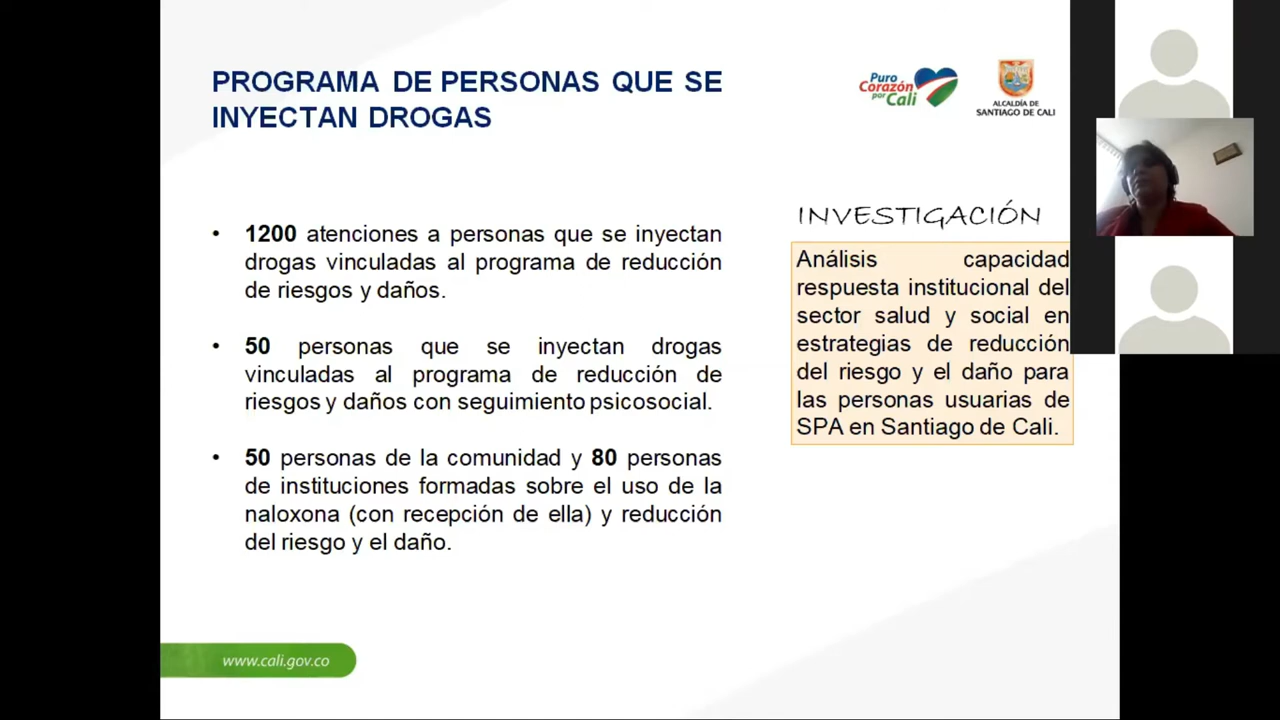 PROGRAMA DE PERSONAS QUE SE
INYECTAN DROGAS
Puro
Corazón
por Cali
ALCALDÍA DE
SANTIAGO DE CALI
• 1200 atenciones a personas que se inyectan
drogas vinculadas al programa de reducción
de riesgos y daños.
• 50 personas que se inyectan drogas
vinculadas al programa de reducción de
riesgos y daños con seguimiento psicosocial.
• 50 personas de la comunidad y 80 personas
de instituciones formadas sobre el uso de la
naloxona (con recepción de ella) y reducción
del riesgo y el daño.
INVESTIGACIÓN
Análisis capacidad
respuesta institucional del
sector salud y social en
estrategias de reducción
del riesgo y el daño para
las personas usuarias de
SPA en Santiago de Cali.
www.cali.gov.co